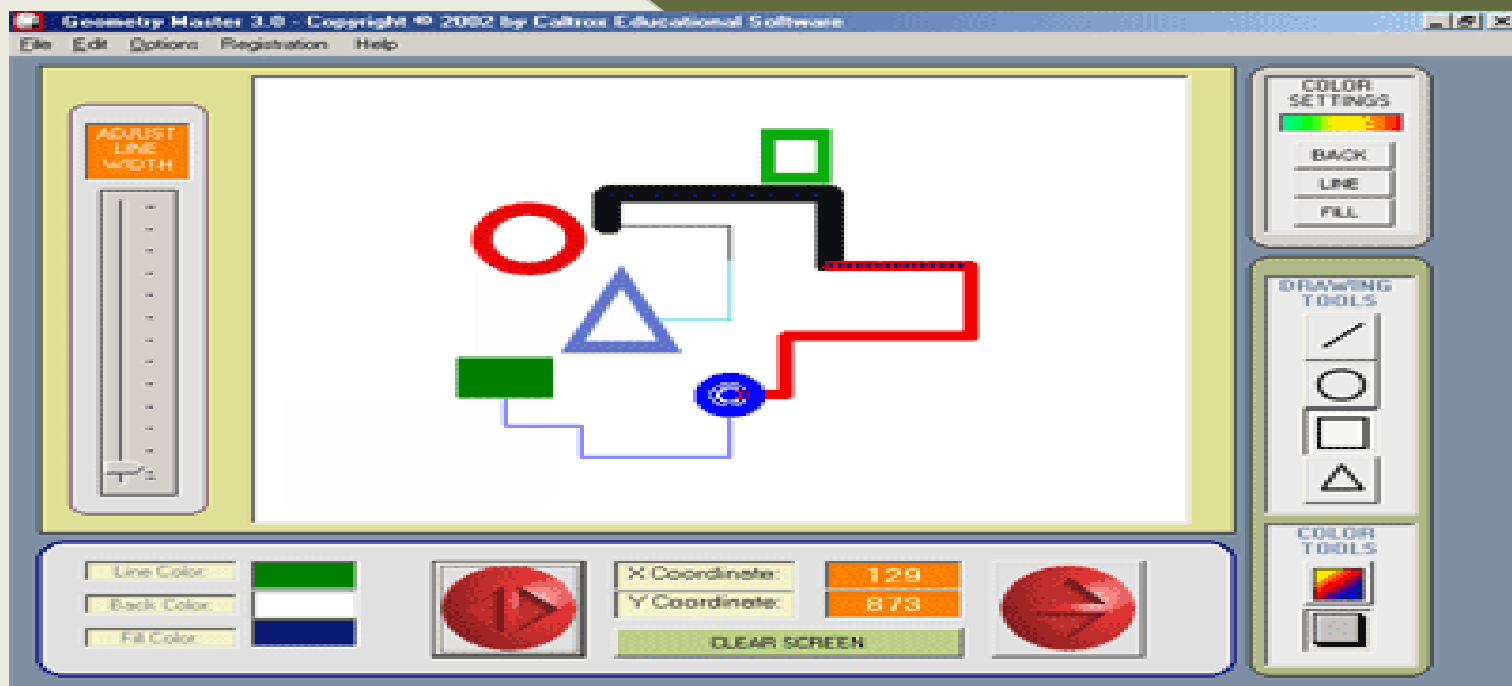 Geometry Master 3.0 - Copyright © 2002 by Caltrox Educational Software
File Edit Options Registration Help
ADJUST
LINE
WIDTH
COLOR
SETTINGS
BACK
LINE
FILL
DRAWING
TOOLS
COLOR
TOOLS
Line Color:
Back Color:
Fill Color:
X Coordinate: 129
Y Coordinate: 873
CLEAR SCREEN